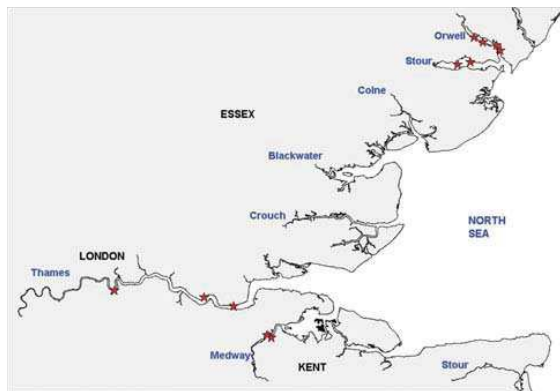 Orwell
Stour
Colne
ESSEX
Blackwater
Crouch
NORTH
SEA
LONDON
Thames
Medway
KENT
Stour